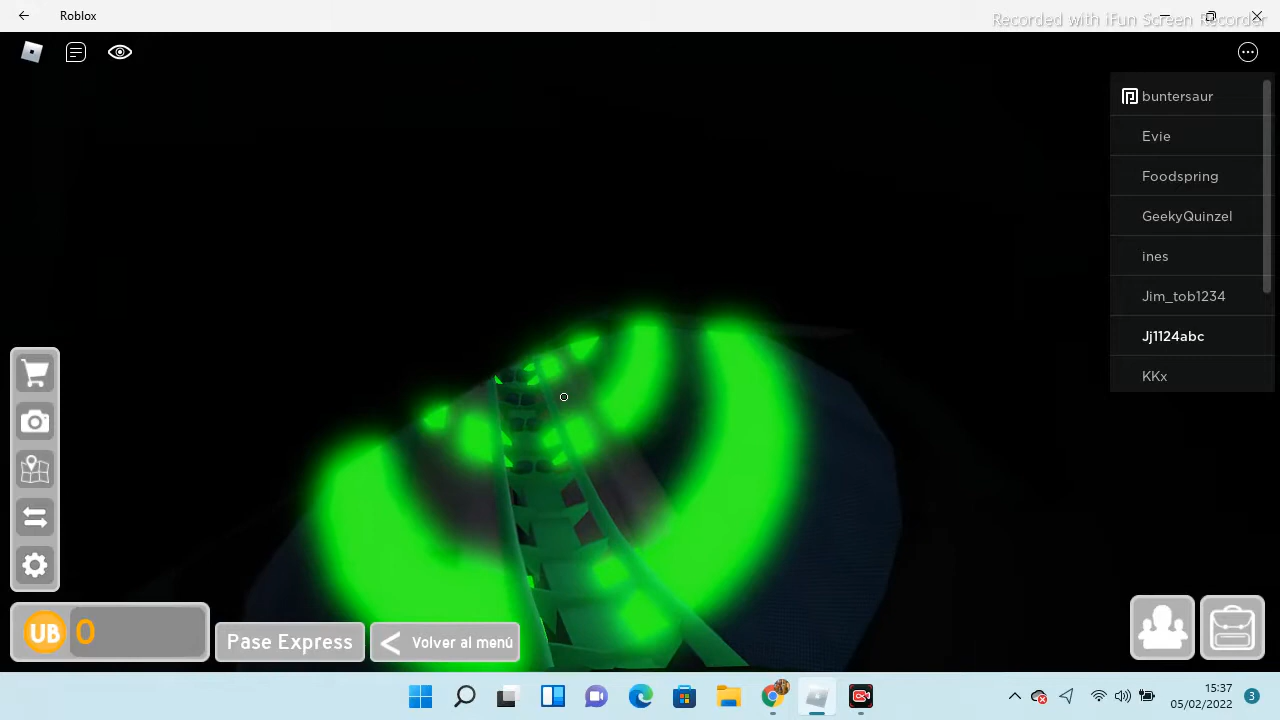 Roblox
Recorded with iFun Screen Recorder
buntersaur
Evie
Foodspring
GeekyQuinzel
ines
Jim_tob1234
Jj1124abc
KKx
UB 0
Pase Express
Volver al menú
15:37
05/02/2022
3